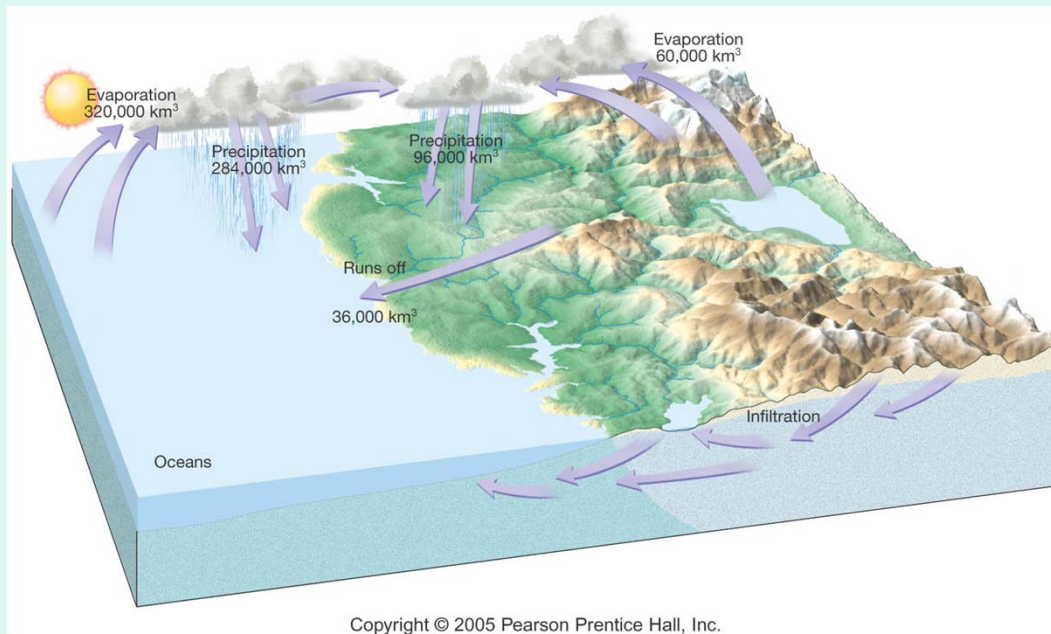 Evaporation
320,000 km³
Precipitation
284,000 km³
Precipitation
96,000 km³
Evaporation
60,000 km³
Runs off
36,000 km³
Infiltration
Oceans
Copyright © 2005 Pearson Prentice Hall, Inc.